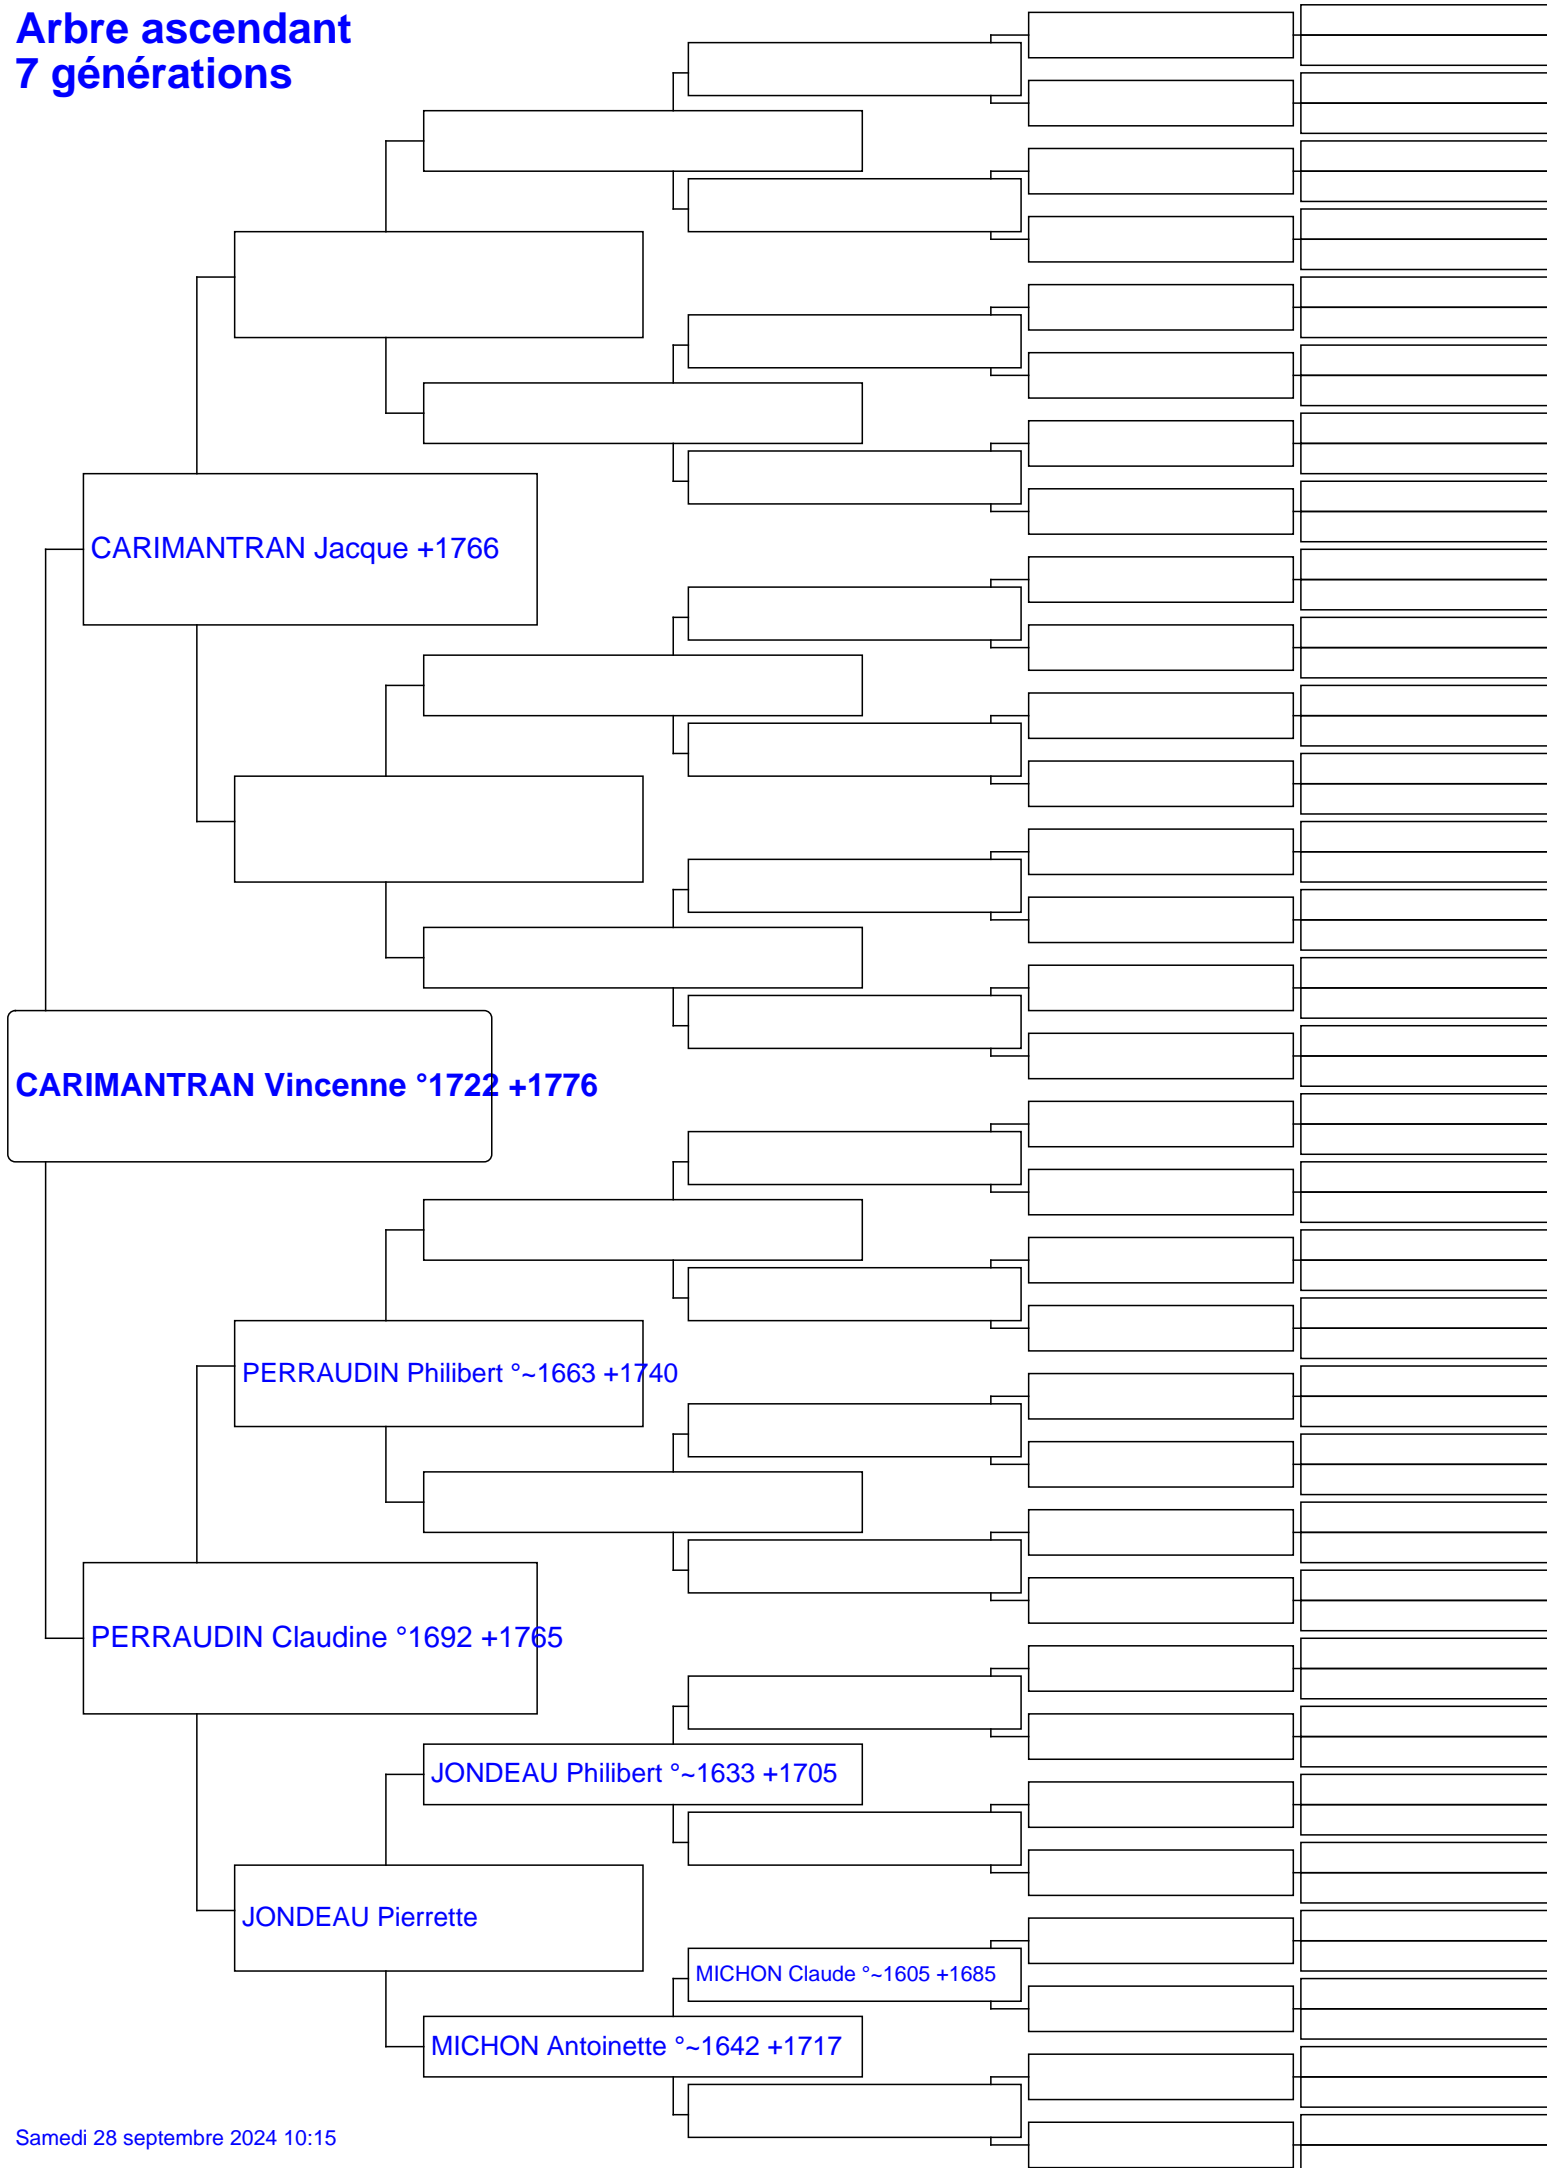 Arbre ascendant
7 générations
CARIMANTRAN Jacque +1766
CARIMANTRAN Vincenne °1722 +1776
PERRAUDIN Philibert °~1663 +1740
PERRAUDIN Claudine °1692 +1765
JONDEAU Philibert °~1633 +1705
JONDEAU Pierrette
MICHON Claude °~1605 +1685
MICHON Antoinette °~1642 +1717
Samedi 28 septembre 2024 10:15